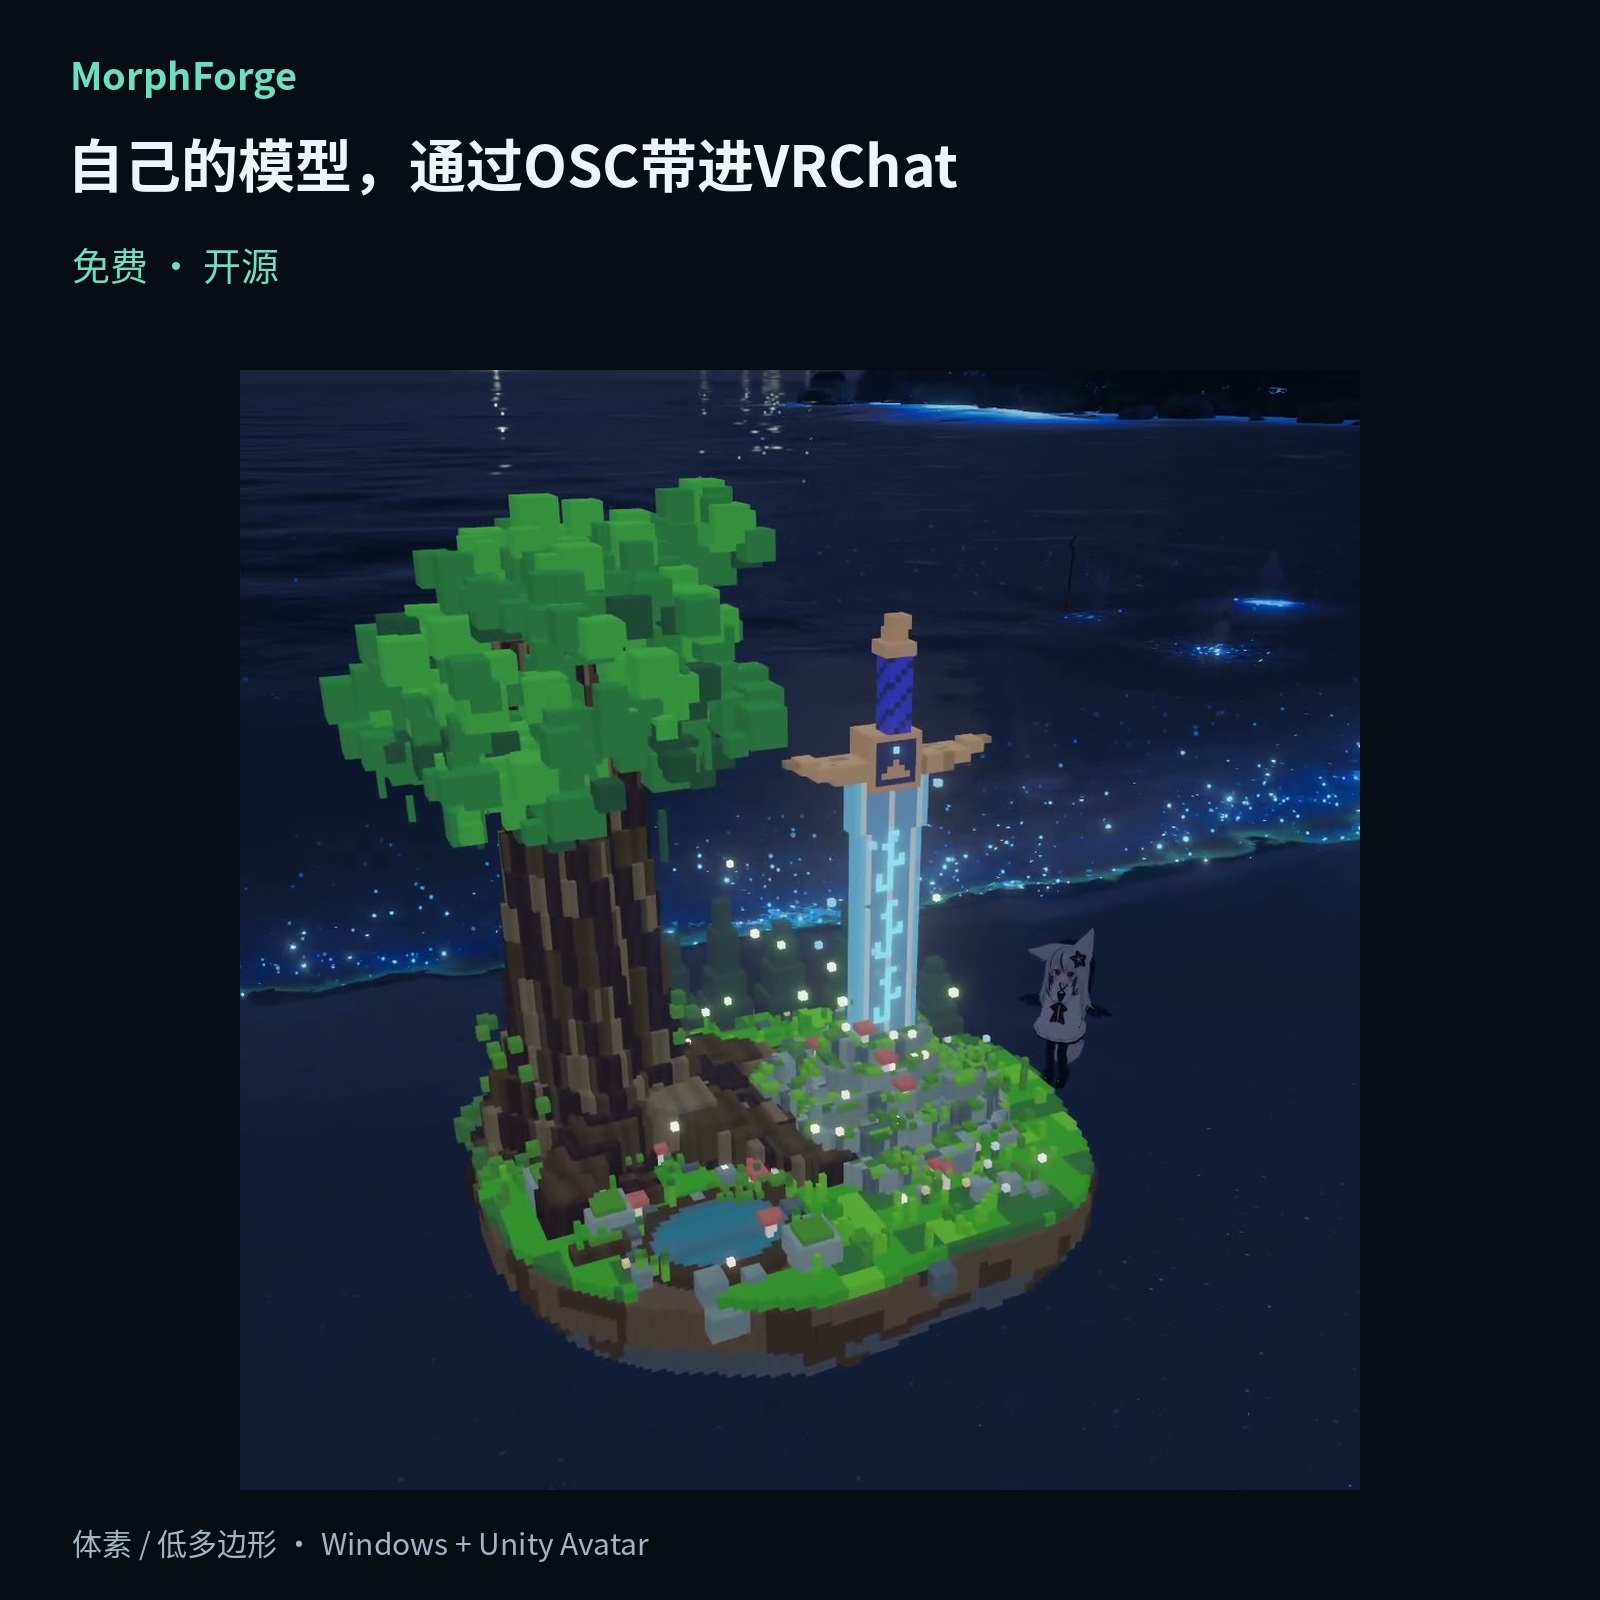 MorphForge
自己的模型，通过OSC带进VRChat
免费 · 开源
体素 / 低多边形 · Windows + Unity Avatar